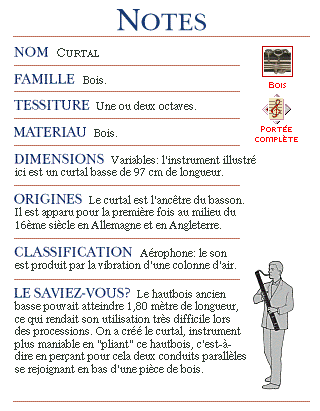 NOTES
NOM CURTAL
FAMILLE Bois.
TESSITURE Une ou deux octaves.
MATERIAU Bois.
DIMENSIONS Variables: l'instrument illustré
ici est un curtal basse de 97 cm de longueur.
ORIGINES Le curtal est l'ancêtre du basson.
Il est apparu pour la première fois au milieu du
16ème siècle en Allemagne et en Angleterre.
CLASSIFICATION Aérophone: le son
est produit par la vibration d'une colonne d'air.
LE SAVIEZ-VOUS? Le hautbois ancien
basse pouvait atteindre 1,80 mètre de longueur,
ce qui rendait son utilisation très difficile lors
des processions. On a créé le curtal, instrument
plus maniable en "pliant" ce hautbois, c'est-à-
dire en perçant pour cela deux conduits parallèles
se rejoignant en bas d'une pièce de bois.
BOIS
PORTÉE
COMPLÈTE